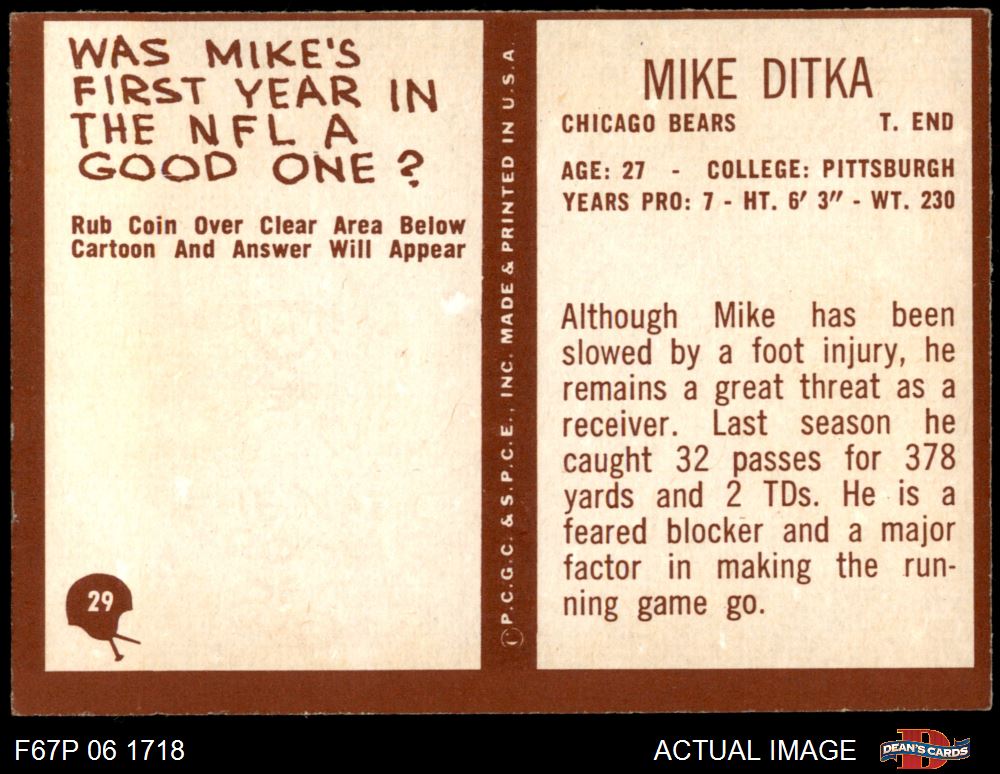 WAS MIKE'S
FIRST YEAR IN
THE NFL A
GOOD ONE?
Rub Coin Over Clear Area Below
Cartoon And Answer Will Appear
29
© P.C.G.C. & S.P.C.E., INC. MADE & PRINTED IN U.S.A
MIKE DITKA
CHICAGO BEARS T. END
AGE: 27 - COLLEGE: PITTSBURGH
YEARS PRO: 7 - HT. 6' 3" - WT. 230
Although Mike has been
slowed by a foot injury, he
remains a great threat as a
receiver. Last season he
caught 32 passes for 378
yards and 2 TDs. He is a
feared blocker and a major
factor in making the run-
ning game go.
F67P 06 1718
ACTUAL IMAGE
DEAN'S CARDS